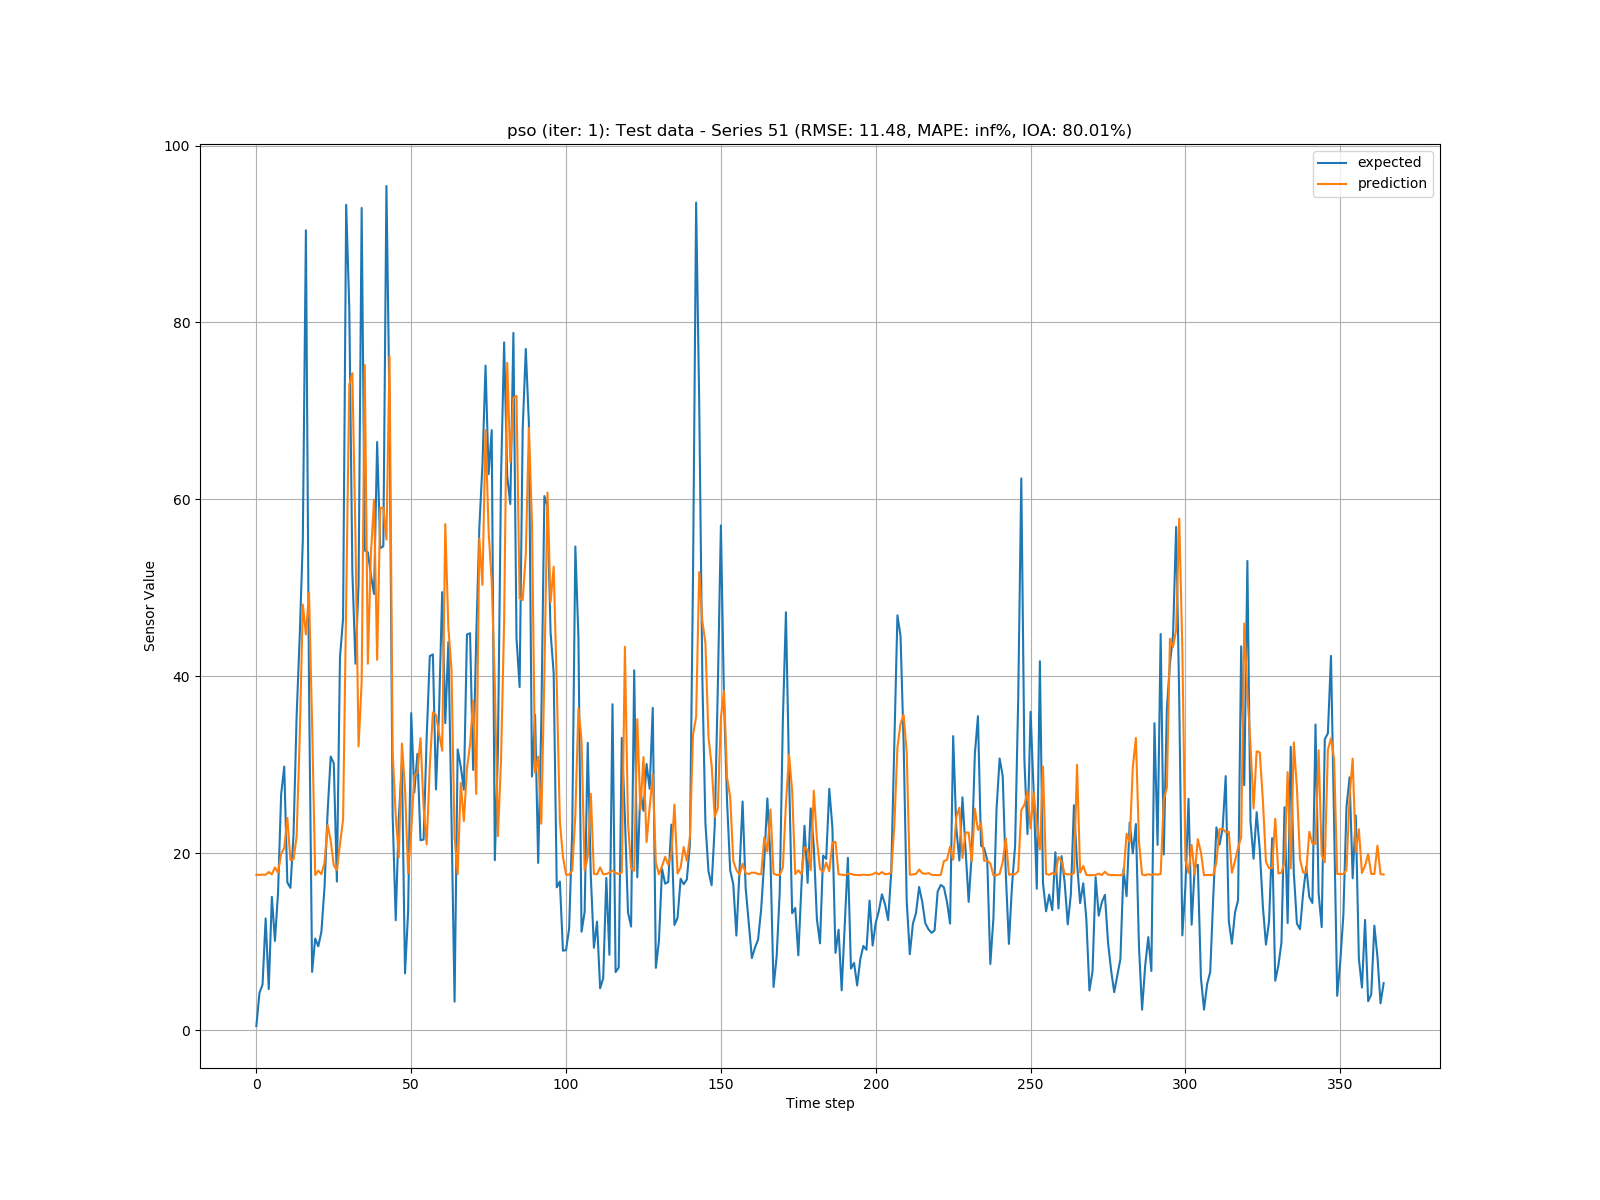 pso (iter: 1): Test data - Series 51 (RMSE: 11.48, MAPE: inf%, IOA: 80.01%)
expected
prediction
100
80
60
40
20
0
Sensor Value
0 50 100 150 200 250 300 350
Time step